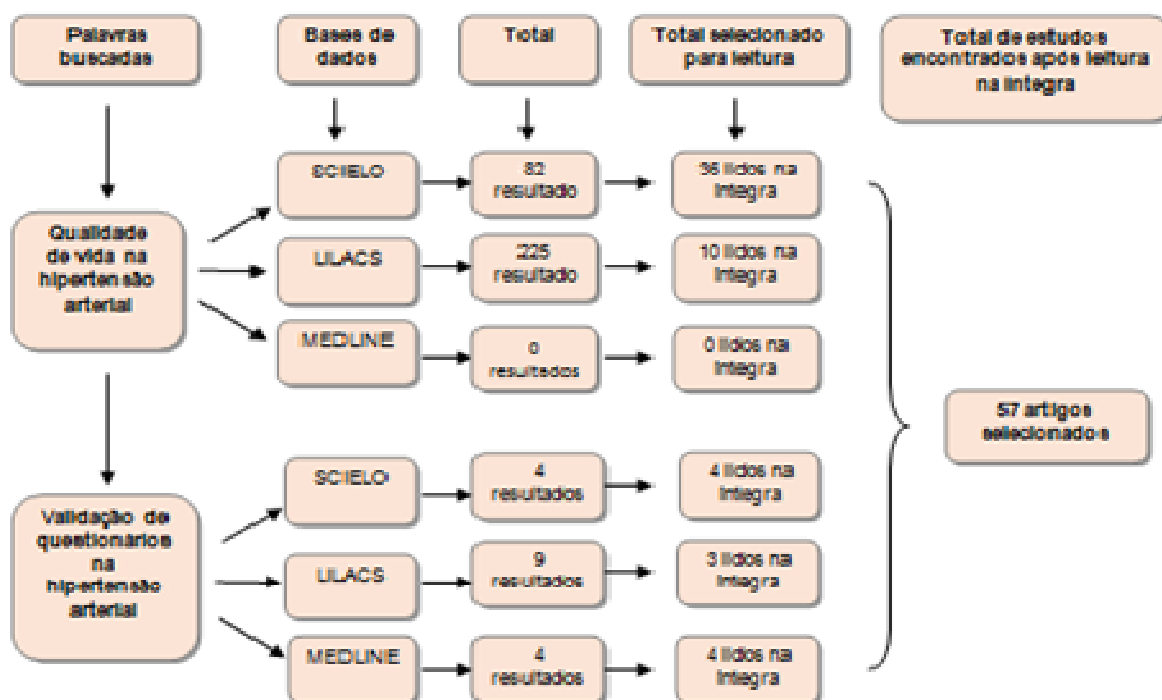 Palavras
buscadas
Bases de
dados
Total
Total selecionado
para leitura
Total de estudos
encontrados após leitura
na íntegra
Qualidade
de vida na
hipertensão
arterial
SCIELO
82
resultado
36 lidos na
íntegra
LILACS
225
resultado
10 lidos na
íntegra
MEDLINE
0
resultados
0 lidos na
íntegra
57 artigos
selecionados
Validação de
questionários
na
hipertensão
arterial
SCIELO
4
resultados
4 lidos na
íntegra
LILACS
9
resultados
3 lidos na
íntegra
MEDLINE
4
resultados
4 lidos na
íntegra